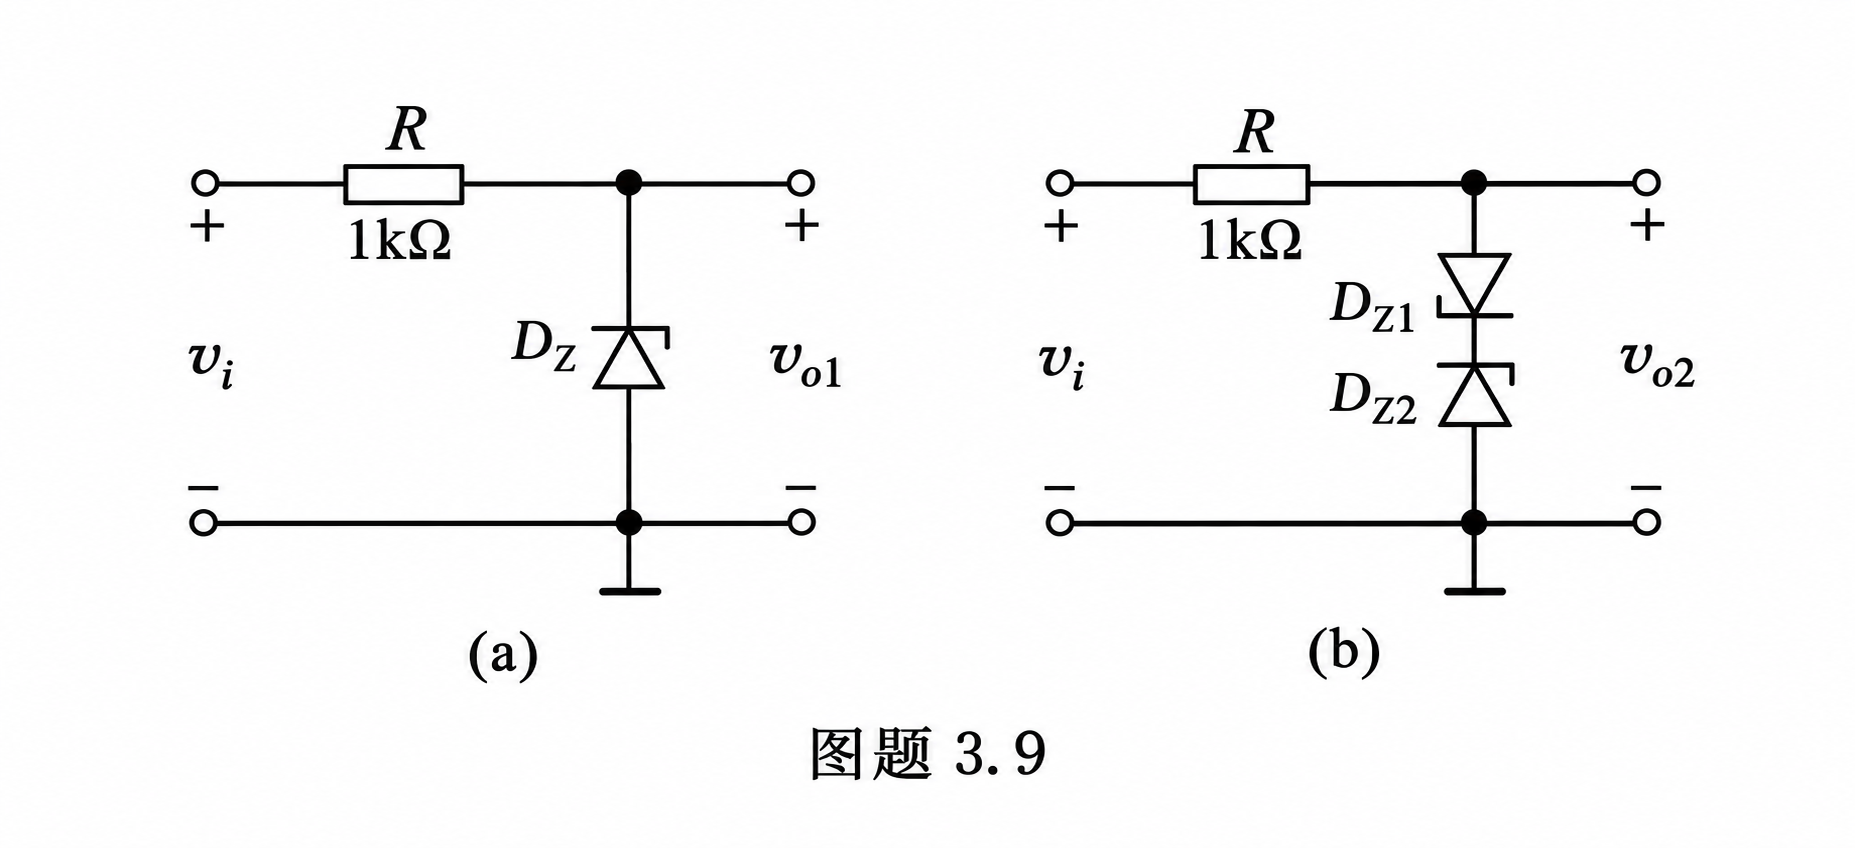 R R
1kΩ 1kΩ
+ + + +
D_Z1
v_i D_Z v_o1 v_i v_o2
D_Z2
− − − −
(a) (b)
图题 3.9